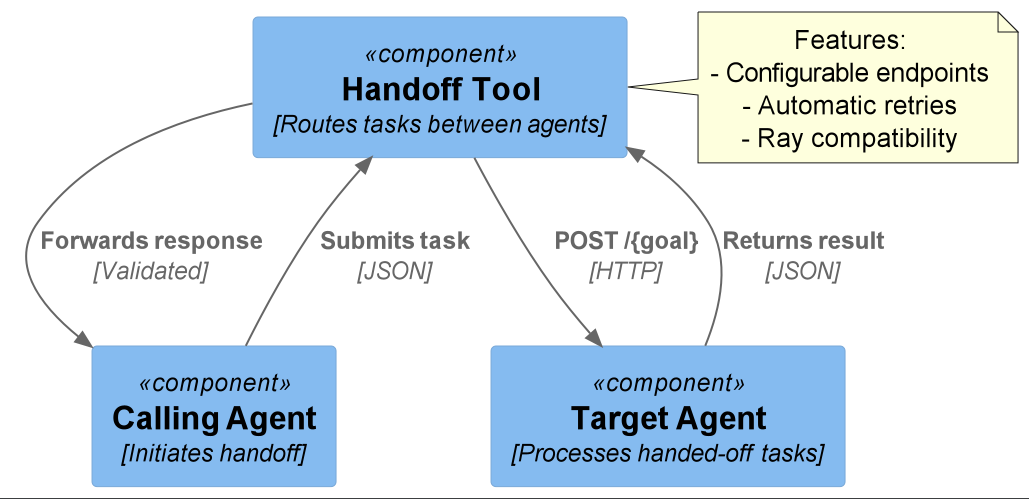 «component»
Handoff Tool
[Routes tasks between agents]
Features:
- Configurable endpoints
- Automatic retries
- Ray compatibility
Forwards response
[Validated]
Submits task
[JSON]
POST /{goal}
[HTTP]
Returns result
[JSON]
«component»
Calling Agent
[Initiates handoff]
«component»
Target Agent
[Processes handed-off tasks]